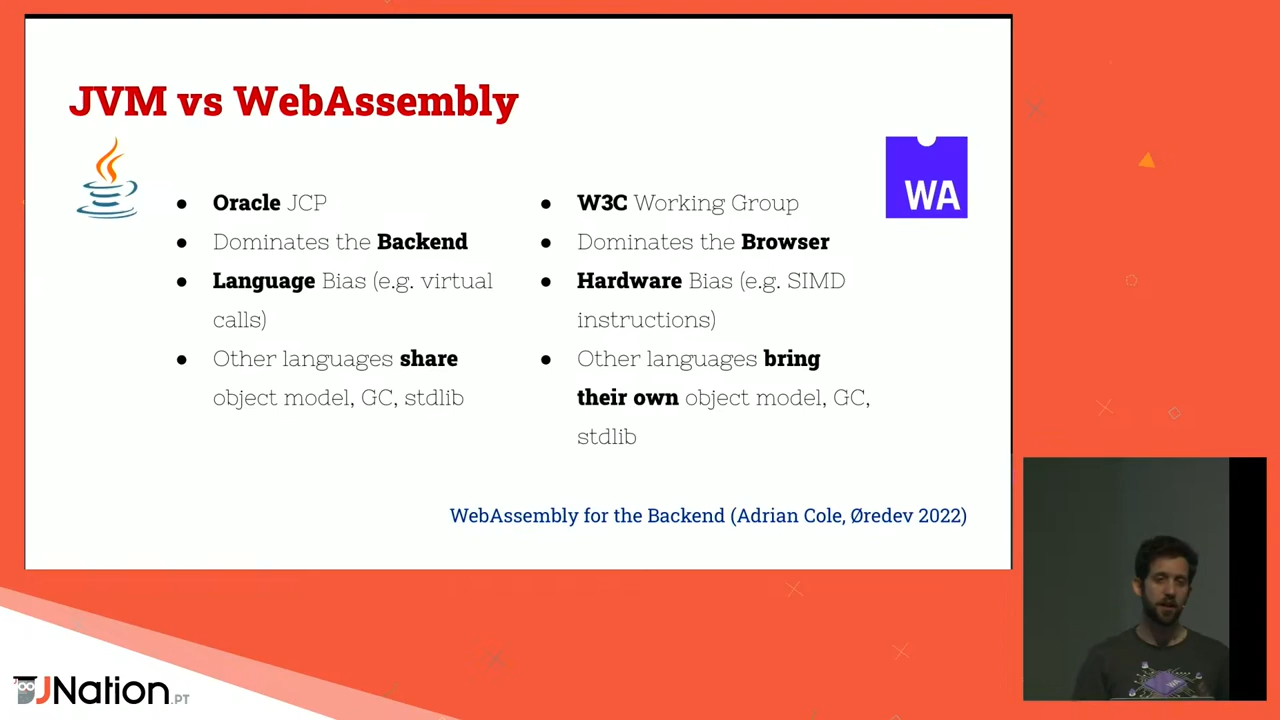 JVM vs WebAssembly
● Oracle JCP
● Dominates the Backend
● Language Bias (e.g. virtual
calls)
● Other languages share
object model, GC, stdlib
● W3C Working Group
● Dominates the Browser
● Hardware Bias (e.g. SIMD
instructions)
● Other languages bring
their own object model, GC,
stdlib
WA
WebAssembly for the Backend (Adrian Cole, Øredev 2022)
WA
JNation.PT